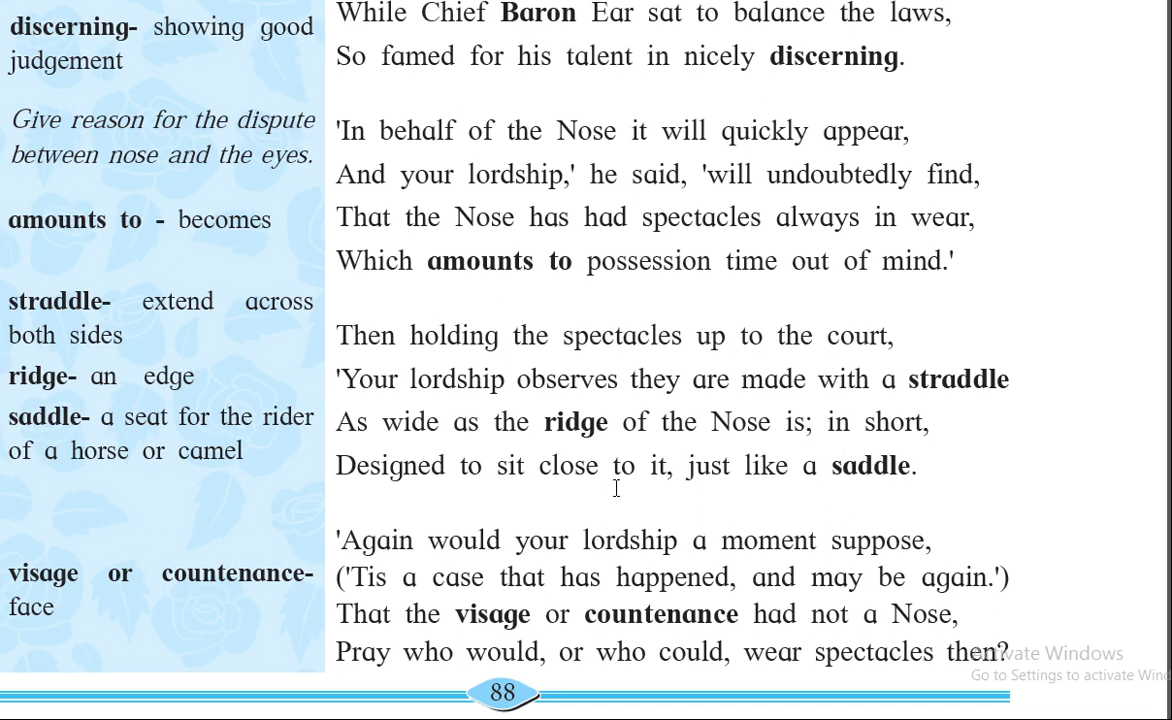 discerning- showing good
judgement
Give reason for the dispute
between nose and the eyes.
amounts to - becomes
straddle- extend across
both sides
ridge- an edge
saddle- a seat for the rider
of a horse or camel
visage or countenance-
face
While Chief Baron Ear sat to balance the laws,
So famed for his talent in nicely discerning.
'In behalf of the Nose it will quickly appear,
And your lordship,' he said, 'will undoubtedly find,
That the Nose has had spectacles always in wear,
Which amounts to possession time out of mind.'
Then holding the spectacles up to the court,
'Your lordship observes they are made with a straddle
As wide as the ridge of the Nose is; in short,
Designed to sit close to it, just like a saddle.
'Again would your lordship a moment suppose,
('Tis a case that has happened, and may be again.')
That the visage or countenance had not a Nose,
Pray who would, or who could, wear spectacles then?
88
Activate Windows
Go to Settings to activate Wind